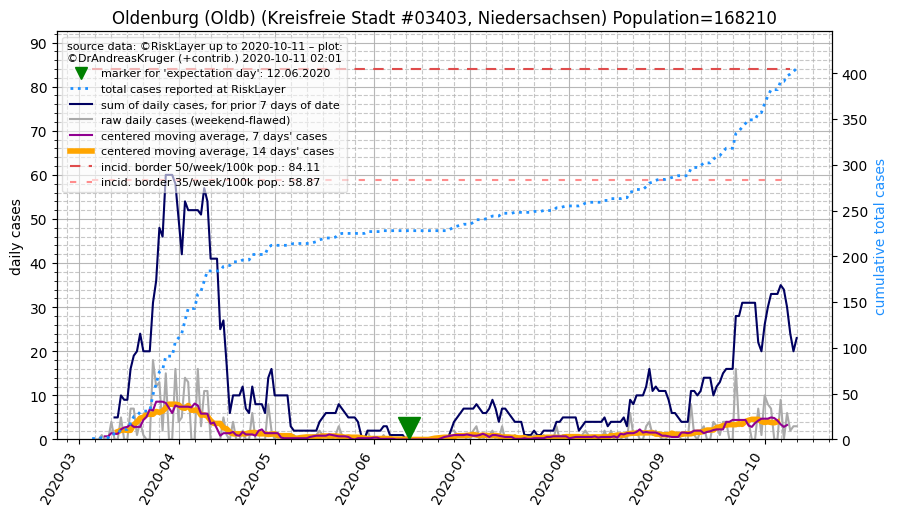 Oldenburg (Oldb) (Kreisfreie Stadt #03403, Niedersachsen) Population=168210
source data: ©RiskLayer up to 2020-10-11 – plot:
©DrAndreasKruger (+contrib.) 2020-10-11 02:01
marker for 'expectation day': 12.06.2020
total cases reported at RiskLayer
sum of daily cases, for prior 7 days of date
raw daily cases (weekend-flawed)
centered moving average, 7 days' cases
centered moving average, 14 days' cases
incid. border 50/week/100k pop.: 84.11
incid. border 35/week/100k pop.: 58.87
daily cases
90
80
70
60
50
40
30
20
10
0
cumulative total cases
400
350
300
250
200
150
100
50
0
2020-03
2020-04
2020-05
2020-06
2020-07
2020-08
2020-09
2020-10